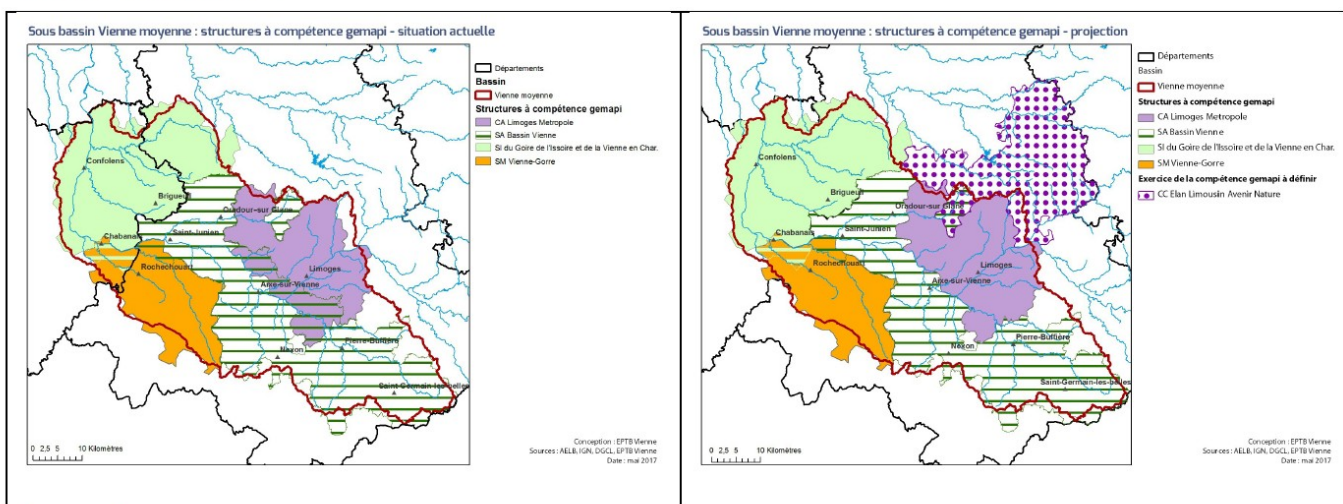 Sous bassin Vienne moyenne : structures à compétence gemapi - situation actuelle
Départements
Bassin
Vienne moyenne
Structures à compétence gemapi
CA Limoges Metropole
SA Bassin Vienne
SI du Goire de l'Issoire et de la Vienne en Char.
SM Vienne-Gorre
Confolens
Brigueuil
Oradour-sur Glane
Chabanais
Saint-Junien
Rochechouart
Limoges
Aixe-sur-Vienne
Pierre-Buffière
Nexon
Saint-Germain-les-belles
0 2,5 5 10 Kilomètres
Conception : EPTB Vienne
Sources : AELB, IGN, DGCL, EPTB Vienne
Date : mai 2017
Sous bassin Vienne moyenne : structures à compétence gemapi - projection
Départements
Bassin
Vienne moyenne
Structures à compétence gemapi
CA Limoges Metropole
SA Bassin Vienne
SI du Goire de l'Issoire et de la Vienne en Char.
SM Vienne-Gorre
Exercice de la compétence gemapi à définir
CC Elan Limousin Avenir Nature
Confolens
Brigueuil
Oradour-sur Glane
Chabanais
Saint-Junien
Rochechouart
Limoges
Aixe-sur-Vienne
Pierre-Buffière
Nexon
Saint-Germain-les-belles
0 2,5 5 10 Kilomètres
Conception : EPTB Vienne
Sources : AELB, IGN, DGCL, EPTB Vienne
Date : mai 2017